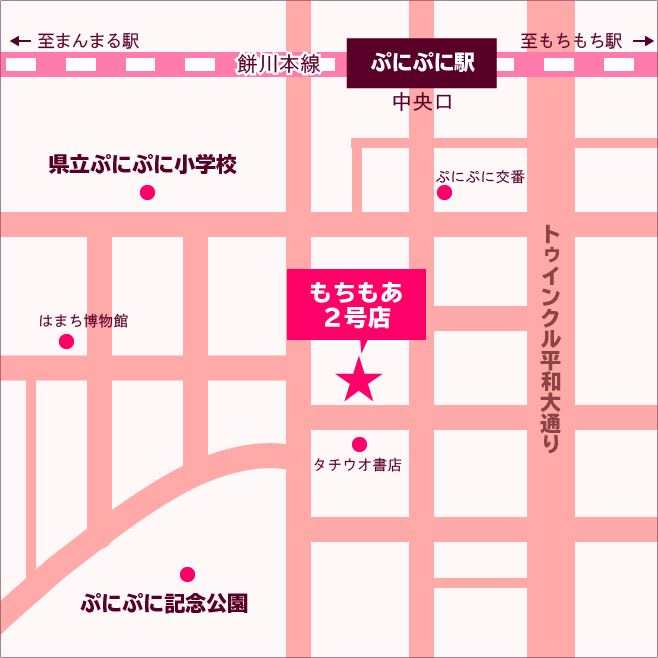 至まんまる駅
至もちもち駅
餅川本線
ぷにぷに駅
中央口
県立ぷにぷに小学校
ぷにぷに交番
トゥインクル平和大通り
もちもあ
２号店
はまち博物館
タチウオ書店
ぷにぷに記念公園